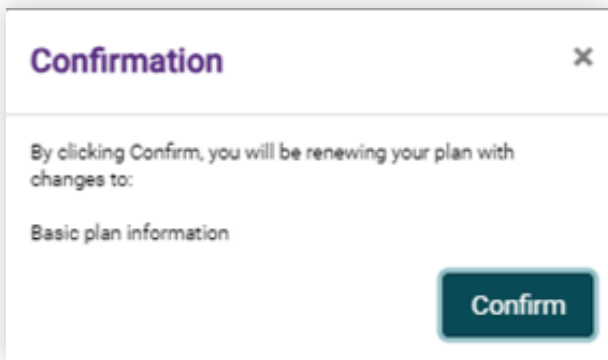 Confirmation
By clicking Confirm, you will be renewing your plan with
changes to:
Basic plan information
Confirm